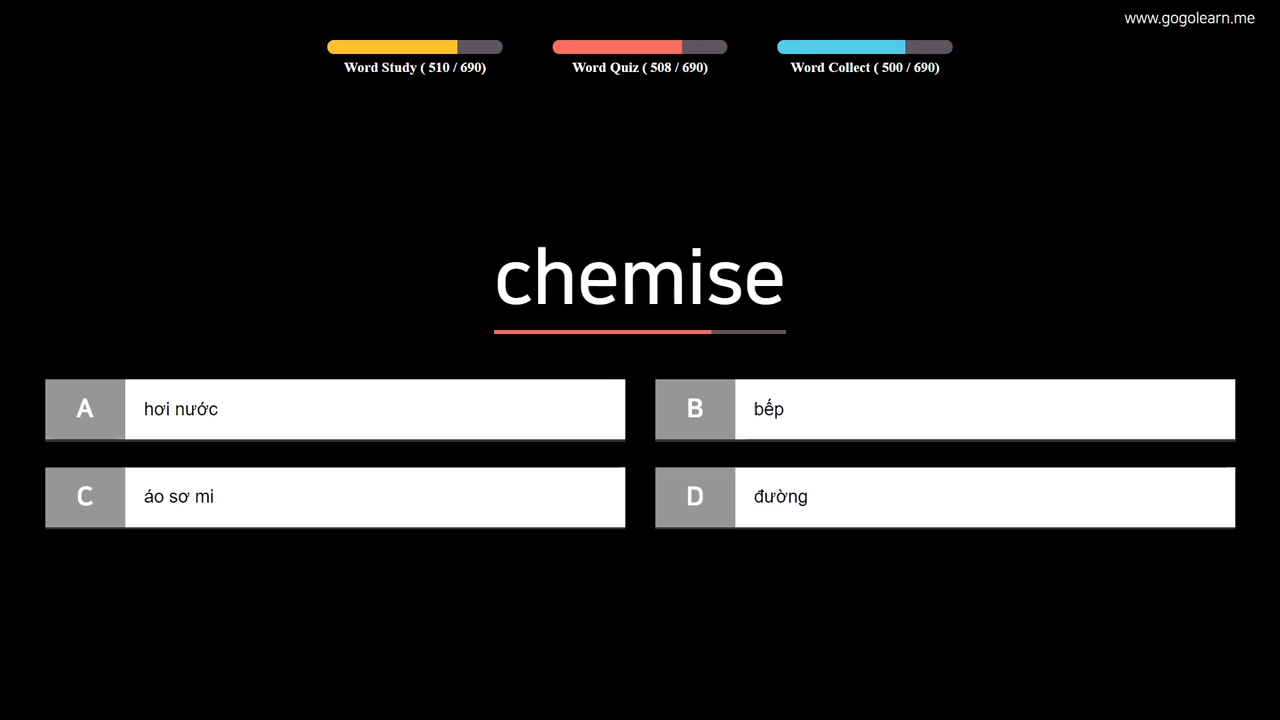 www.gogolearn.me
Word Study ( 510 / 690)
Word Quiz ( 508 / 690)
Word Collect ( 500 / 690)
chemise
A hơi nước
B bếp
C áo sơ mi
D đường